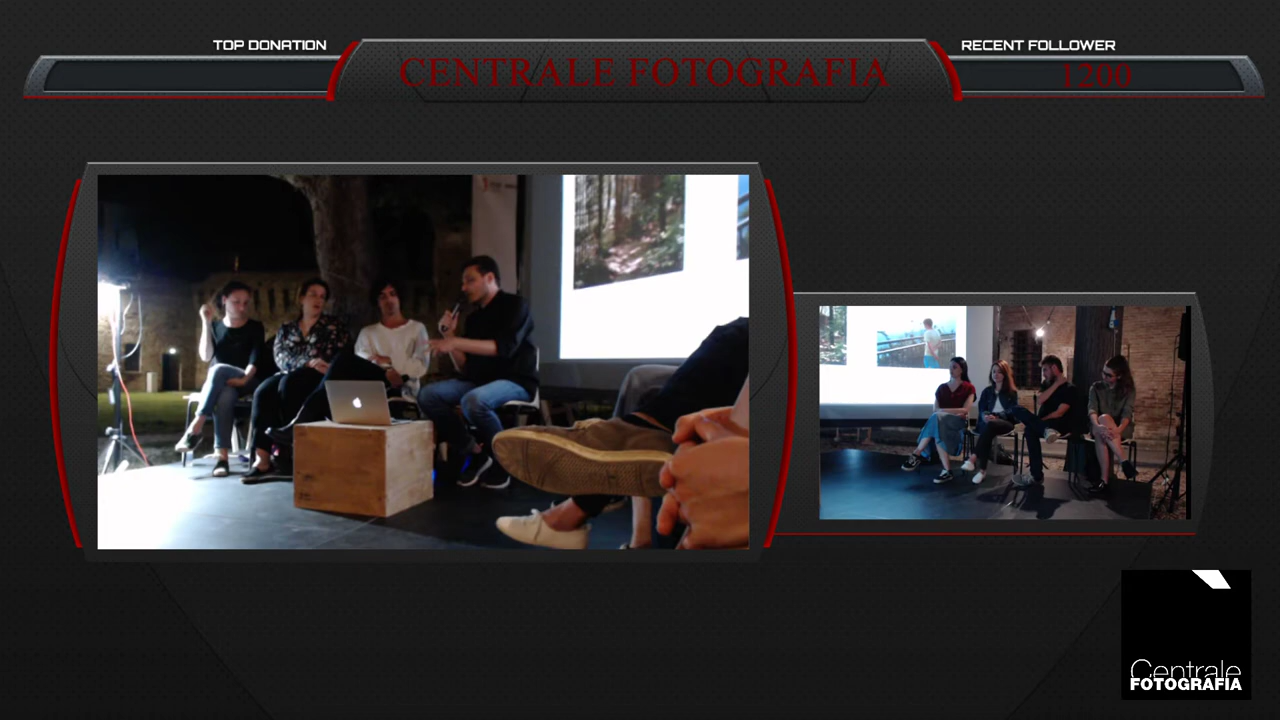 TOP DONATION
CENTRALE FOTOGRAFIA
RECENT FOLLOWER
1200
Centrale
FOTOGRAFIA